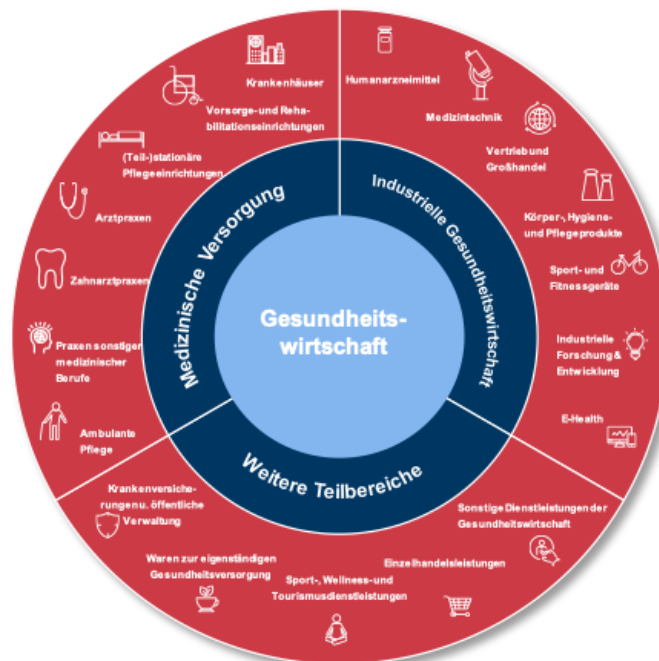 Gesundheits-
wirtschaft
Medizinische Versorgung
Industrielle Gesundheitswirtschaft
Weitere Teilbereiche
Krankenhäuser
Vorsorge-und Reha-
bilitationseinrichtungen
(Teil-)stationäre
Pflegeeinrichtungen
Arztpraxen
Zahnarztpraxen
Praxen sonstiger
medizinischer
Berufe
Ambulante
Pflege
Humanarzneimittel
Medizintechnik
Vertrieb und
Großhandel
Körper-, Hygiene-
und Pflegeprodukte
Sport- und
Fitnessgeräte
Industrielle
Forschung &
Entwicklung
E-Health
Sonstige Dienstleistungen der
Gesundheitswirtschaft
Einzelhandelsleistungen
Sport-, Wellness-und
Tourismusdienstleistungen
Waren zur eigenständigen
Gesundheitsversorgung
Krankenversiche-
rungen u. öffentliche
Verwaltung